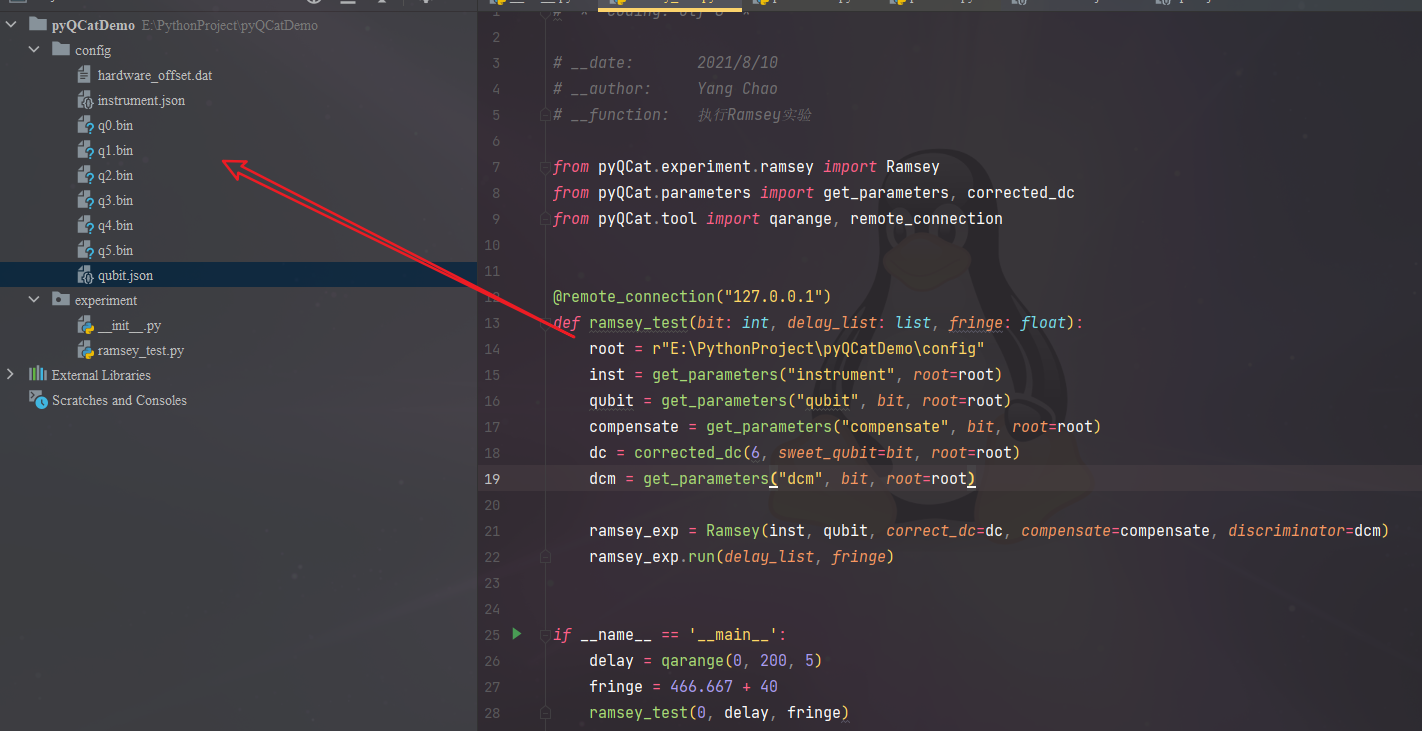 pyQCatDemo E:\PythonProject\pyQCatDemo
config
hardware_offset.dat
instrument.json
q0.bin
q1.bin
q2.bin
q3.bin
q4.bin
q5.bin
qubit.json
experiment
__init__.py
ramsey_test.py
External Libraries
Scratches and Consoles
2
3 # __date: 2021/8/10
4 # __author: Yang Chao
5 # __function: 执行Ramsey实验
6
7 from pyQCat.experiment.ramsey import Ramsey
8 from pyQCat.parameters import get_parameters, corrected_dc
9 from pyQCat.tool import qarange, remote_connection
10
11
12 @remote_connection("127.0.0.1")
13 def ramsey_test(bit: int, delay_list: list, fringe: float):
14 root = r"E:\PythonProject\pyQCatDemo\config"
15 inst = get_parameters("instrument", root=root)
16 qubit = get_parameters("qubit", bit, root=root)
17 compensate = get_parameters("compensate", bit, root=root)
18 dc = corrected_dc(6, sweet_qubit=bit, root=root)
19 dcm = get_parameters("dcm", bit, root=root)
20
21 ramsey_exp = Ramsey(inst, qubit, correct_dc=dc, compensate=compensate, discriminator=dcm)
22 ramsey_exp.run(delay_list, fringe)
23
24
25 if __name__ == '__main__':
26 delay = qarange(0, 200, 5)
27 fringe = 466.667 + 40
28 ramsey_test(0, delay, fringe)